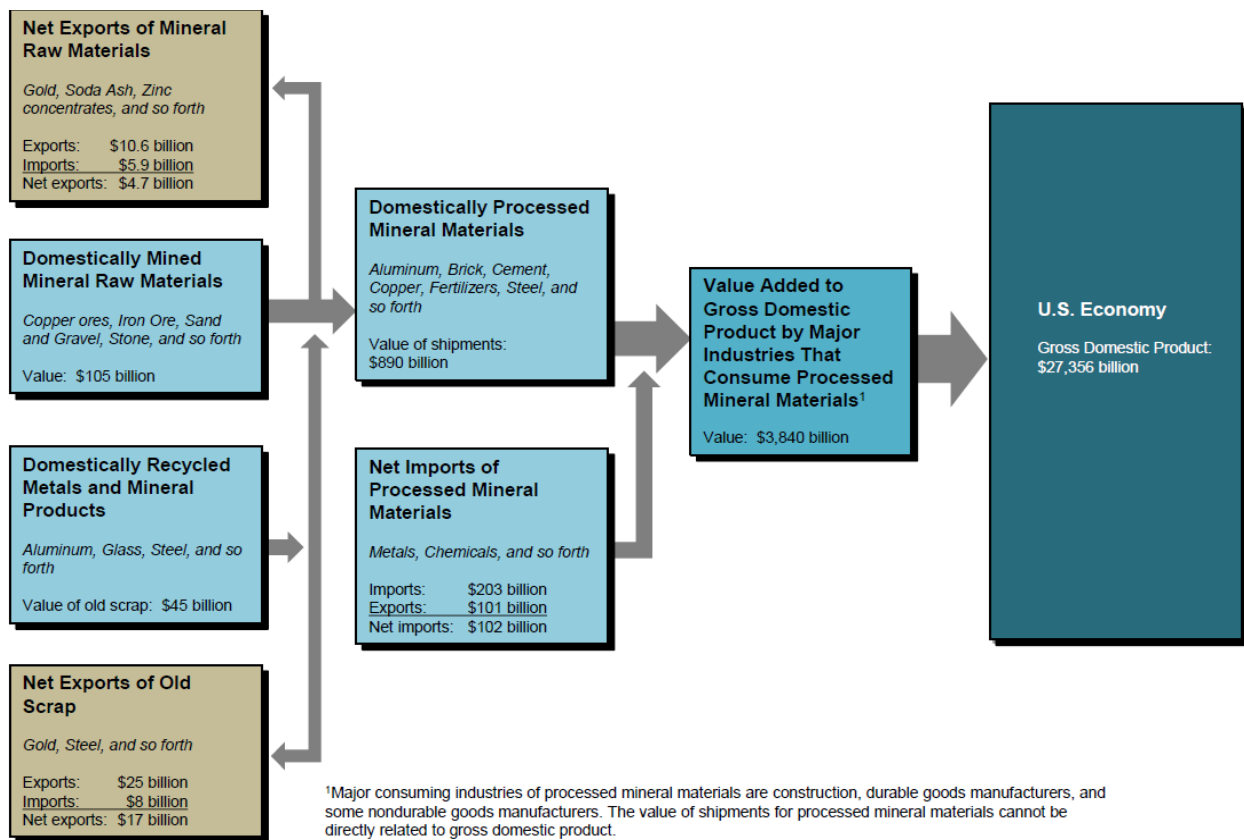 Net Exports of Mineral
Raw Materials
Gold, Soda Ash, Zinc
concentrates, and so forth
Exports: $10.6 billion
Imports: $5.9 billion
Net exports: $4.7 billion
Domestically Mined
Mineral Raw Materials
Copper ores, Iron Ore, Sand
and Gravel, Stone, and so forth
Value: $105 billion
Domestically Recycled
Metals and Mineral
Products
Aluminum, Glass, Steel, and so
forth
Value of old scrap: $45 billion
Net Exports of Old
Scrap
Gold, Steel, and so forth
Exports: $25 billion
Imports: $8 billion
Net exports: $17 billion
Domestically Processed
Mineral Materials
Aluminum, Brick, Cement,
Copper, Fertilizers, Steel, and
so forth
Value of shipments:
$890 billion
Net Imports of
Processed Mineral
Materials
Metals, Chemicals, and so forth
Imports: $203 billion
Exports: $101 billion
Net imports: $102 billion
Value Added to
Gross Domestic
Product by Major
Industries That
Consume Processed
Mineral Materials¹
Value: $3,840 billion
U.S. Economy
Gross Domestic Product:
$27,356 billion
¹Major consuming industries of processed mineral materials are construction, durable goods manufacturers, and
some nondurable goods manufacturers. The value of shipments for processed mineral materials cannot be
directly related to gross domestic product.